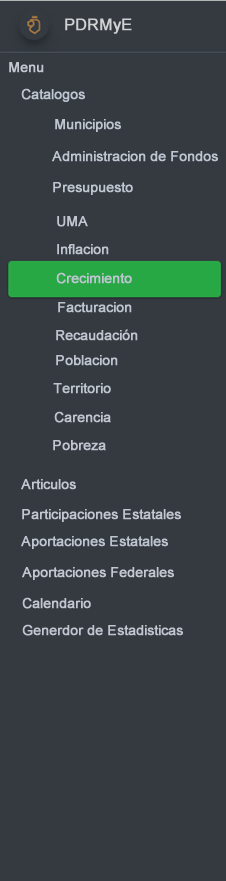 PDRMyE
Menu
Catalogos
Municipios
Administracion de Fondos
Presupuesto
UMA
Inflacion
Crecimiento
Facturacion
Recaudación
Poblacion
Territorio
Carencia
Pobreza
Articulos
Participaciones Estatales
Aportaciones Estatales
Aportaciones Federales
Calendario
Generdor de Estadisticas